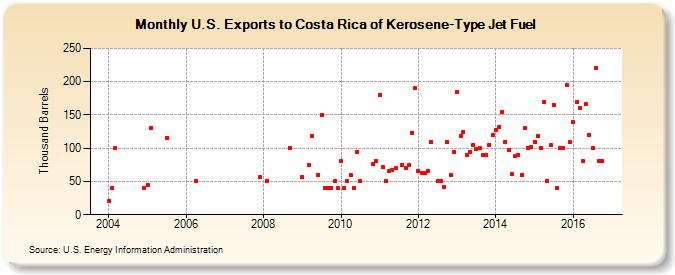 Monthly U.S. Exports to Costa Rica of Kerosene-Type Jet Fuel
Thousand Barrels
250
200
150
100
50
0
2004 2006 2008 2010 2012 2014 2016
Source: U.S. Energy Information Administration